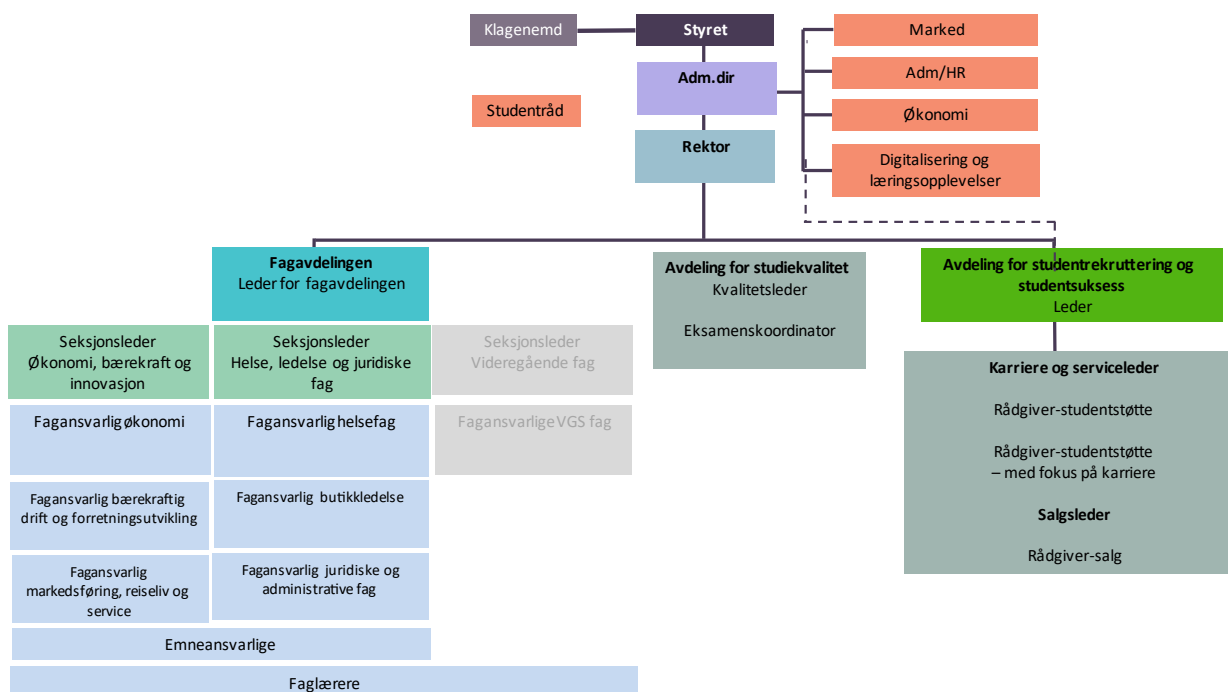 Klagenemd
Styret
Marked
Adm.dir
Adm/HR
Studentråd
Økonomi
Rektor
Digitalisering og
læringsopplevelser
Fagavdelingen
Leder for fagavdelingen
Avdeling for studiekvalitet
Kvalitetsleder
Eksamenskoordinator
Avdeling for studentrekruttering og
studentsuksess
Leder
Seksjonsleder
Økonomi, bærekraft og
innovasjon
Seksjonsleder
Helse, ledelse og juridiske
fag
Seksjonsleder
Videregående fag
Karriere og serviceleder
Rådgiver-studentstøtte
Rådgiver-studentstøtte
– med fokus på karriere
Salgsleder
Rådgiver-salg
Fagansvarlig økonomi
Fagansvarlig helsefag
Fagansvarlige VGS fag
Fagansvarlig bærekraftig
drift og forretningsutvikling
Fagansvarlig butikkledelse
Fagansvarlig
markedsføring, reiseliv og
service
Fagansvarlig juridiske og
administrative fag
Emneansvarlige
Faglærere